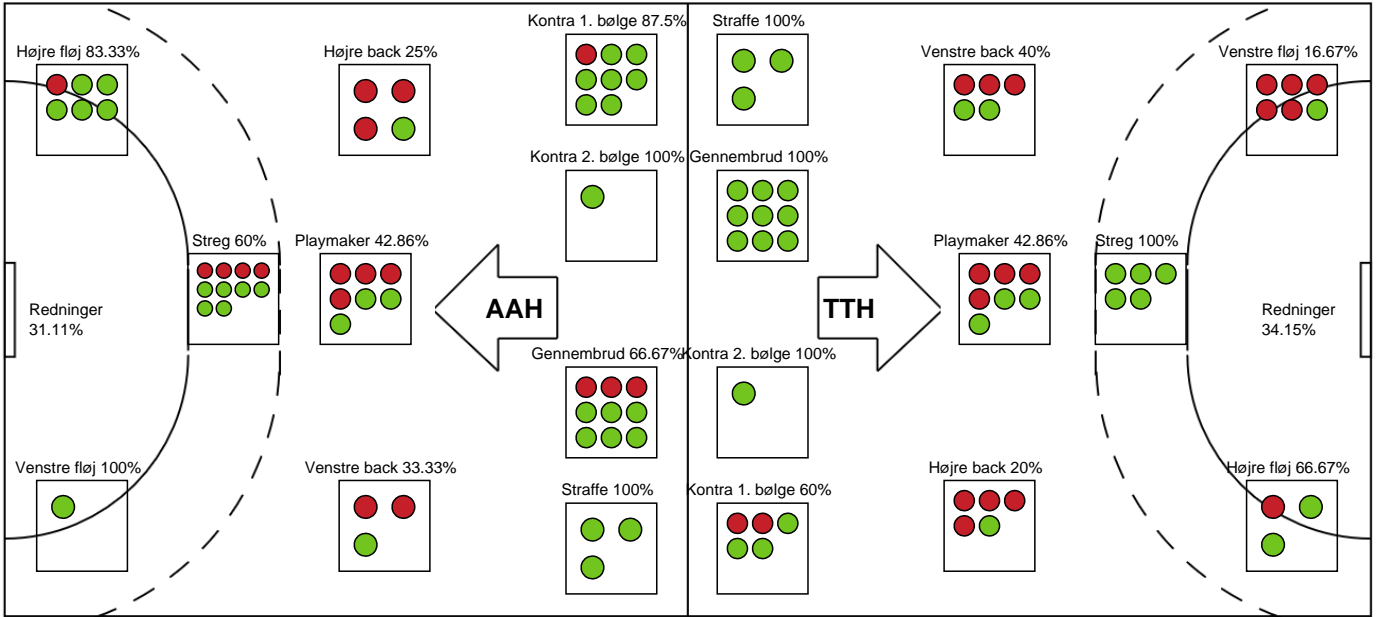 Kontra 1. bølge 87.5%
Straffe 100%
Højre fløj 83.33%
Højre back 25%
Venstre back 40%
Venstre fløj 16.67%
Kontra 2. bølge 100%
Gennembrud 100%
Streg 60%
Playmaker 42.86%
Playmaker 42.86%
Streg 100%
Redninger
31.11%
AAH
TTH
Redninger
34.15%
Gennembrud 66.67%
Kontra 2. bølge 100%
Venstre fløj 100%
Venstre back 33.33%
Straffe 100%
Kontra 1. bølge 60%
Højre back 20%
Højre fløj 66.67%